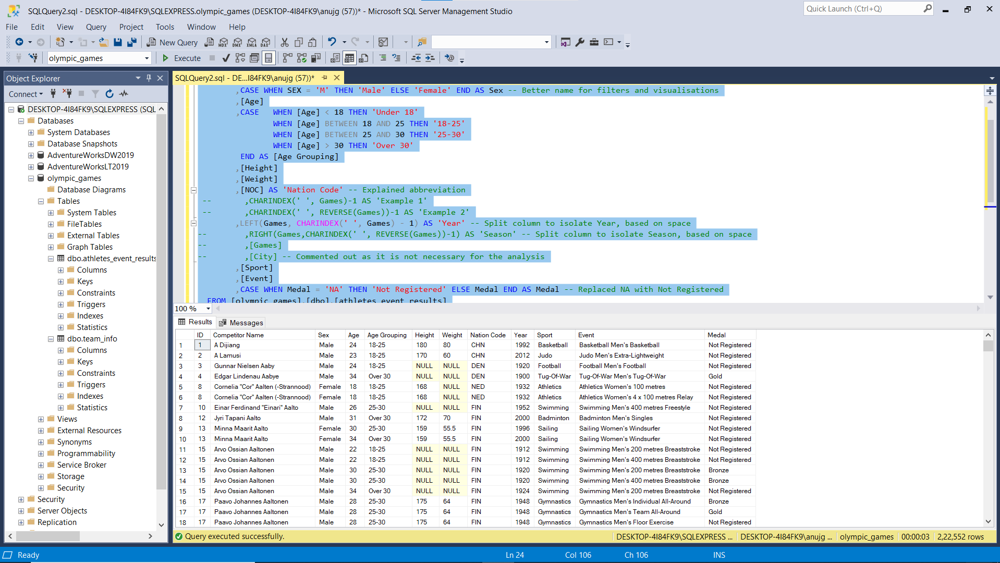 SQLQuery2.sql - DESKTOP-4I84FK9\SQLEXPRESS.olympic_games (DESKTOP-4I84FK9\anujg (57))* - Microsoft SQL Server Management Studio
Quick Launch (Ctrl+Q)
File Edit View Query Project Tools Window Help
New Query MDX DMX XMLA DAX
olympic_games Execute
Object Explorer
SQLQuery2.sql - DE...I84FK9\anujg (57))*
Connect
DESKTOP-4I84FK9\SQLEXPRESS (SQL
Databases
System Databases
Database Snapshots
AdventureWorksDW2019
AdventureWorksLT2019
olympic_games
Database Diagrams
Tables
System Tables
FileTables
External Tables
Graph Tables
dbo.athletes_event_results
Columns
Keys
Constraints
Triggers
Indexes
Statistics
dbo.team_info
Columns
Keys
Constraints
Triggers
Indexes
Statistics
Views
External Resources
Synonyms
Programmability
Service Broker
Storage
Security
Security
Server Objects
Replication
,CASE WHEN SEX = 'M' THEN 'Male' ELSE 'Female' END AS Sex -- Better name for filters and visualisations
,[Age]
,CASE WHEN [Age] < 18 THEN 'Under 18'
WHEN [Age] BETWEEN 18 AND 25 THEN '18-25'
WHEN [Age] BETWEEN 25 AND 30 THEN '25-30'
WHEN [Age] > 30 THEN 'Over 30'
END AS [Age Grouping]
,[Height]
,[Weight]
,[NOC] AS 'Nation Code' -- Explained abbreviation
-- ,CHARINDEX(' ', Games)-1 AS 'Example 1'
-- ,CHARINDEX(' ', REVERSE(Games))-1 AS 'Example 2'
,LEFT(Games, CHARINDEX(' ', Games) - 1) AS 'Year' -- Split column to isolate Year, based on space
-- ,RIGHT(Games,CHARINDEX(' ', REVERSE(Games))-1) AS 'Season' -- Split column to isolate Season, based on space
-- ,[Games]
-- ,[City] -- Commented out as it is not necessary for the analysis
,[Sport]
,[Event]
,CASE WHEN Medal = 'NA' THEN 'Not Registered' ELSE Medal END AS Medal -- Replaced NA with Not Registered
FROM [olympic_games].[dbo].[athletes_event_results]
100 %
Results Messages
ID Competitor Name Sex Age Age Grouping Height Weight Nation Code Year Sport Event Medal
1 1 A Dijiang Male 24 18-25 180 80 CHN 1992 Basketball Basketball Men's Basketball Not Registered
2 2 A Lamusi Male 23 18-25 170 60 CHN 2012 Judo Judo Men's Extra-Lightweight Not Registered
3 3 Gunnar Nielsen Aaby Male 24 18-25 NULL NULL DEN 1920 Football Football Men's Football Not Registered
4 4 Edgar Lindenau Aabye Male 34 Over 30 NULL NULL DEN 1900 Tug-Of-War Tug-Of-War Men's Tug-Of-War Gold
5 8 Cornelia "Cor" Aalten (-Strannood) Female 18 18-25 168 NULL NED 1932 Athletics Athletics Women's 100 metres Not Registered
6 8 Cornelia "Cor" Aalten (-Strannood) Female 18 18-25 168 NULL NED 1932 Athletics Athletics Women's 4 x 100 metres Relay Not Registered
7 10 Einar Ferdinand "Einari" Aalto Male 26 25-30 NULL NULL FIN 1952 Swimming Swimming Men's 400 metres Freestyle Not Registered
8 12 Jyri Tapani Aalto Male 31 Over 30 172 70 FIN 2000 Badminton Badminton Men's Singles Not Registered
9 13 Minna Maarit Aalto Female 30 25-30 159 55.5 FIN 1996 Sailing Sailing Women's Windsurfer Not Registered
10 13 Minna Maarit Aalto Female 34 Over 30 159 55.5 FIN 2000 Sailing Sailing Women's Windsurfer Not Registered
11 15 Arvo Ossian Aaltonen Male 22 18-25 NULL NULL FIN 1912 Swimming Swimming Men's 200 metres Breaststroke Not Registered
12 15 Arvo Ossian Aaltonen Male 22 18-25 NULL NULL FIN 1912 Swimming Swimming Men's 400 metres Breaststroke Not Registered
13 15 Arvo Ossian Aaltonen Male 30 25-30 NULL NULL FIN 1920 Swimming Swimming Men's 200 metres Breaststroke Bronze
14 15 Arvo Ossian Aaltonen Male 30 25-30 NULL NULL FIN 1920 Swimming Swimming Men's 400 metres Breaststroke Bronze
15 15 Arvo Ossian Aaltonen Male 34 Over 30 NULL NULL FIN 1924 Swimming Swimming Men's 200 metres Breaststroke Not Registered
16 17 Paavo Johannes Aaltonen Male 28 25-30 175 64 FIN 1948 Gymnastics Gymnastics Men's Individual All-Around Bronze
17 17 Paavo Johannes Aaltonen Male 28 25-30 175 64 FIN 1948 Gymnastics Gymnastics Men's Team All-Around Gold
18 17 Paavo Johannes Aaltonen Male 28 25-30 175 64 FIN 1948 Gymnastics Gymnastics Men's Floor Exercise Not Registered
Query executed successfully. DESKTOP-4I84FK9\SQLEXPRESS ... DESKTOP-4I84FK9\anujg ... olympic_games 00:00:03 2,22,552 rows
Ready Ln 24 Col 106 Ch 106 INS